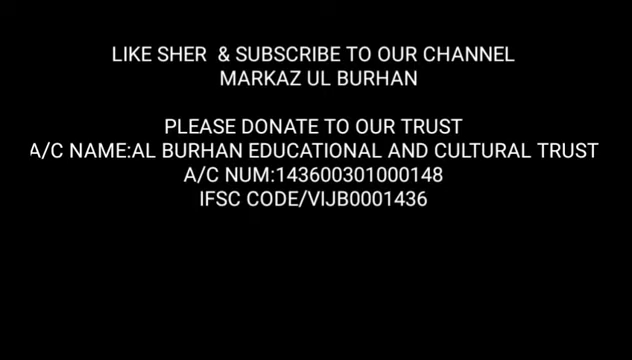 LIKE SHER & SUBSCRIBE TO OUR CHANNEL
MARKAZ UL BURHAN
PLEASE DONATE TO OUR TRUST
A/C NAME:AL BURHAN EDUCATIONAL AND CULTURAL TRUST
A/C NUM:143600301000148
IFSC CODE/VIJB0001436